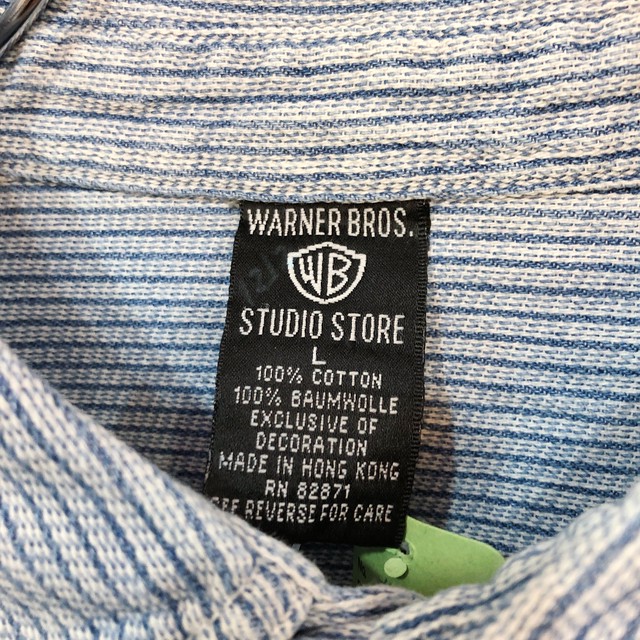 WARNER BROS.
WB
STUDIO STORE
L
100% COTTON
100% BAUMWOLLE
EXCLUSIVE OF
DECORATION
MADE IN HONG KONG
RN 82871
SEE REVERSE FOR CARE